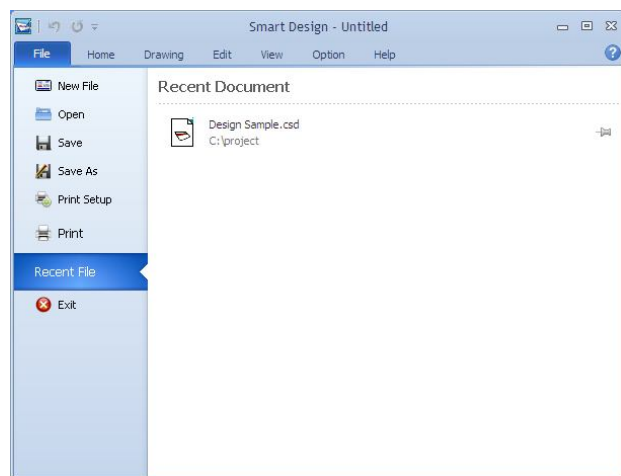 Smart Design - Untitled
File Home Drawing Edit View Option Help
New File
Open
Save
Save As
Print Setup
Print
Recent File
Exit
Recent Document
Design Sample.csd
C:\project